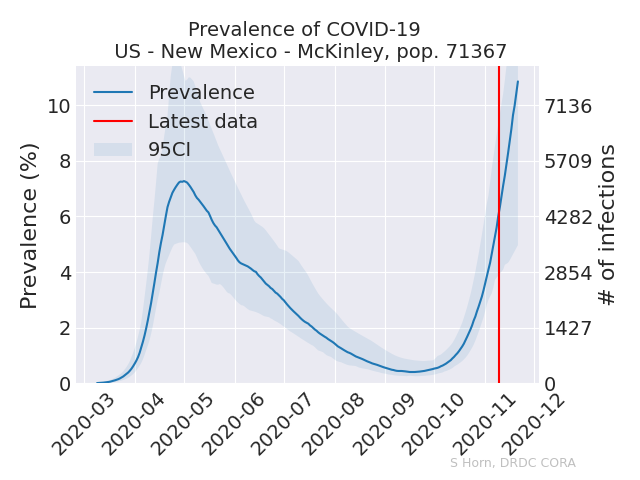 Prevalence of COVID-19
US - New Mexico - McKinley, pop. 71367
Prevalence
Latest data
95CI
Prevalence (%)
10
8
6
4
2
0
7136
5709
4282
2854
1427
0
# of infections
2020-03
2020-04
2020-05
2020-06
2020-07
2020-08
2020-09
2020-10
2020-11
2020-12
S Horn, DRDC CORA